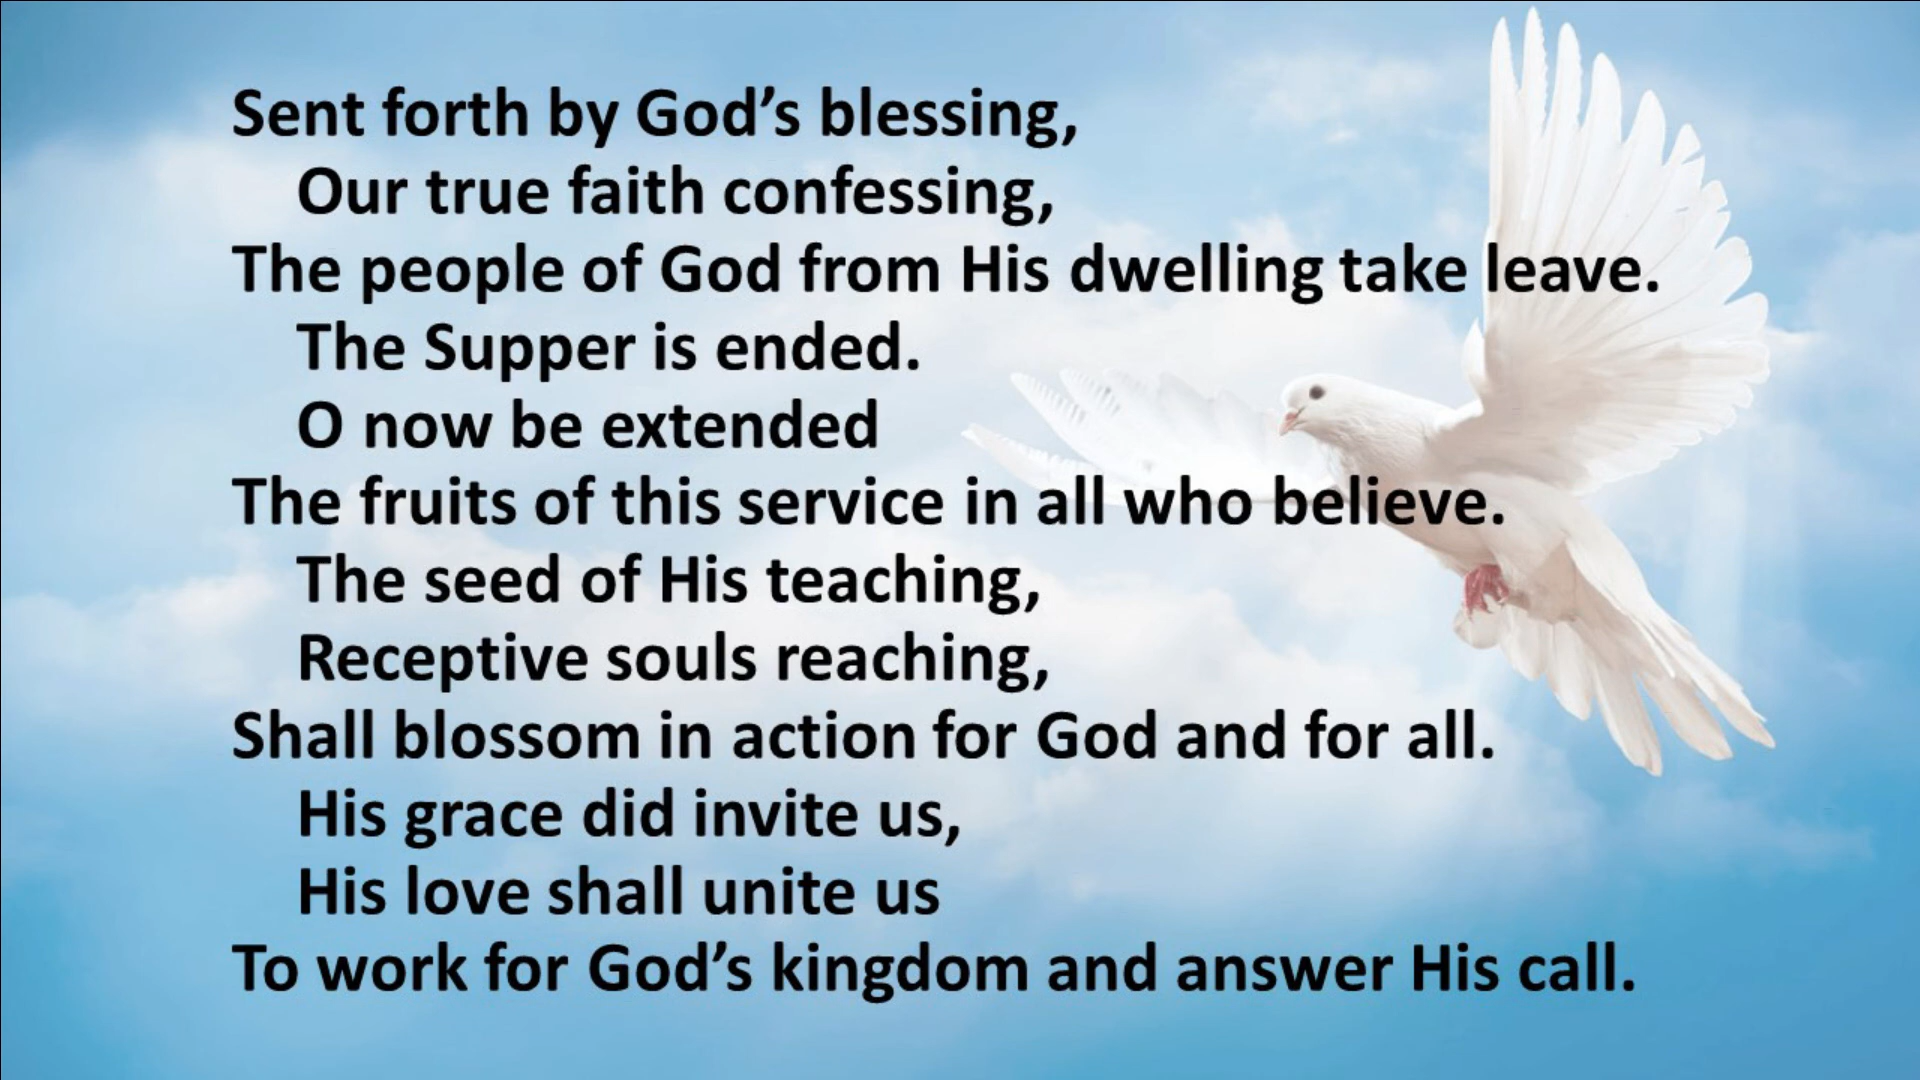 Sent forth by God’s blessing,
Our true faith confessing,
The people of God from His dwelling take leave.
The Supper is ended.
O now be extended
The fruits of this service in all who believe.
The seed of His teaching,
Receptive souls reaching,
Shall blossom in action for God and for all.
His grace did invite us,
His love shall unite us
To work for God’s kingdom and answer His call.